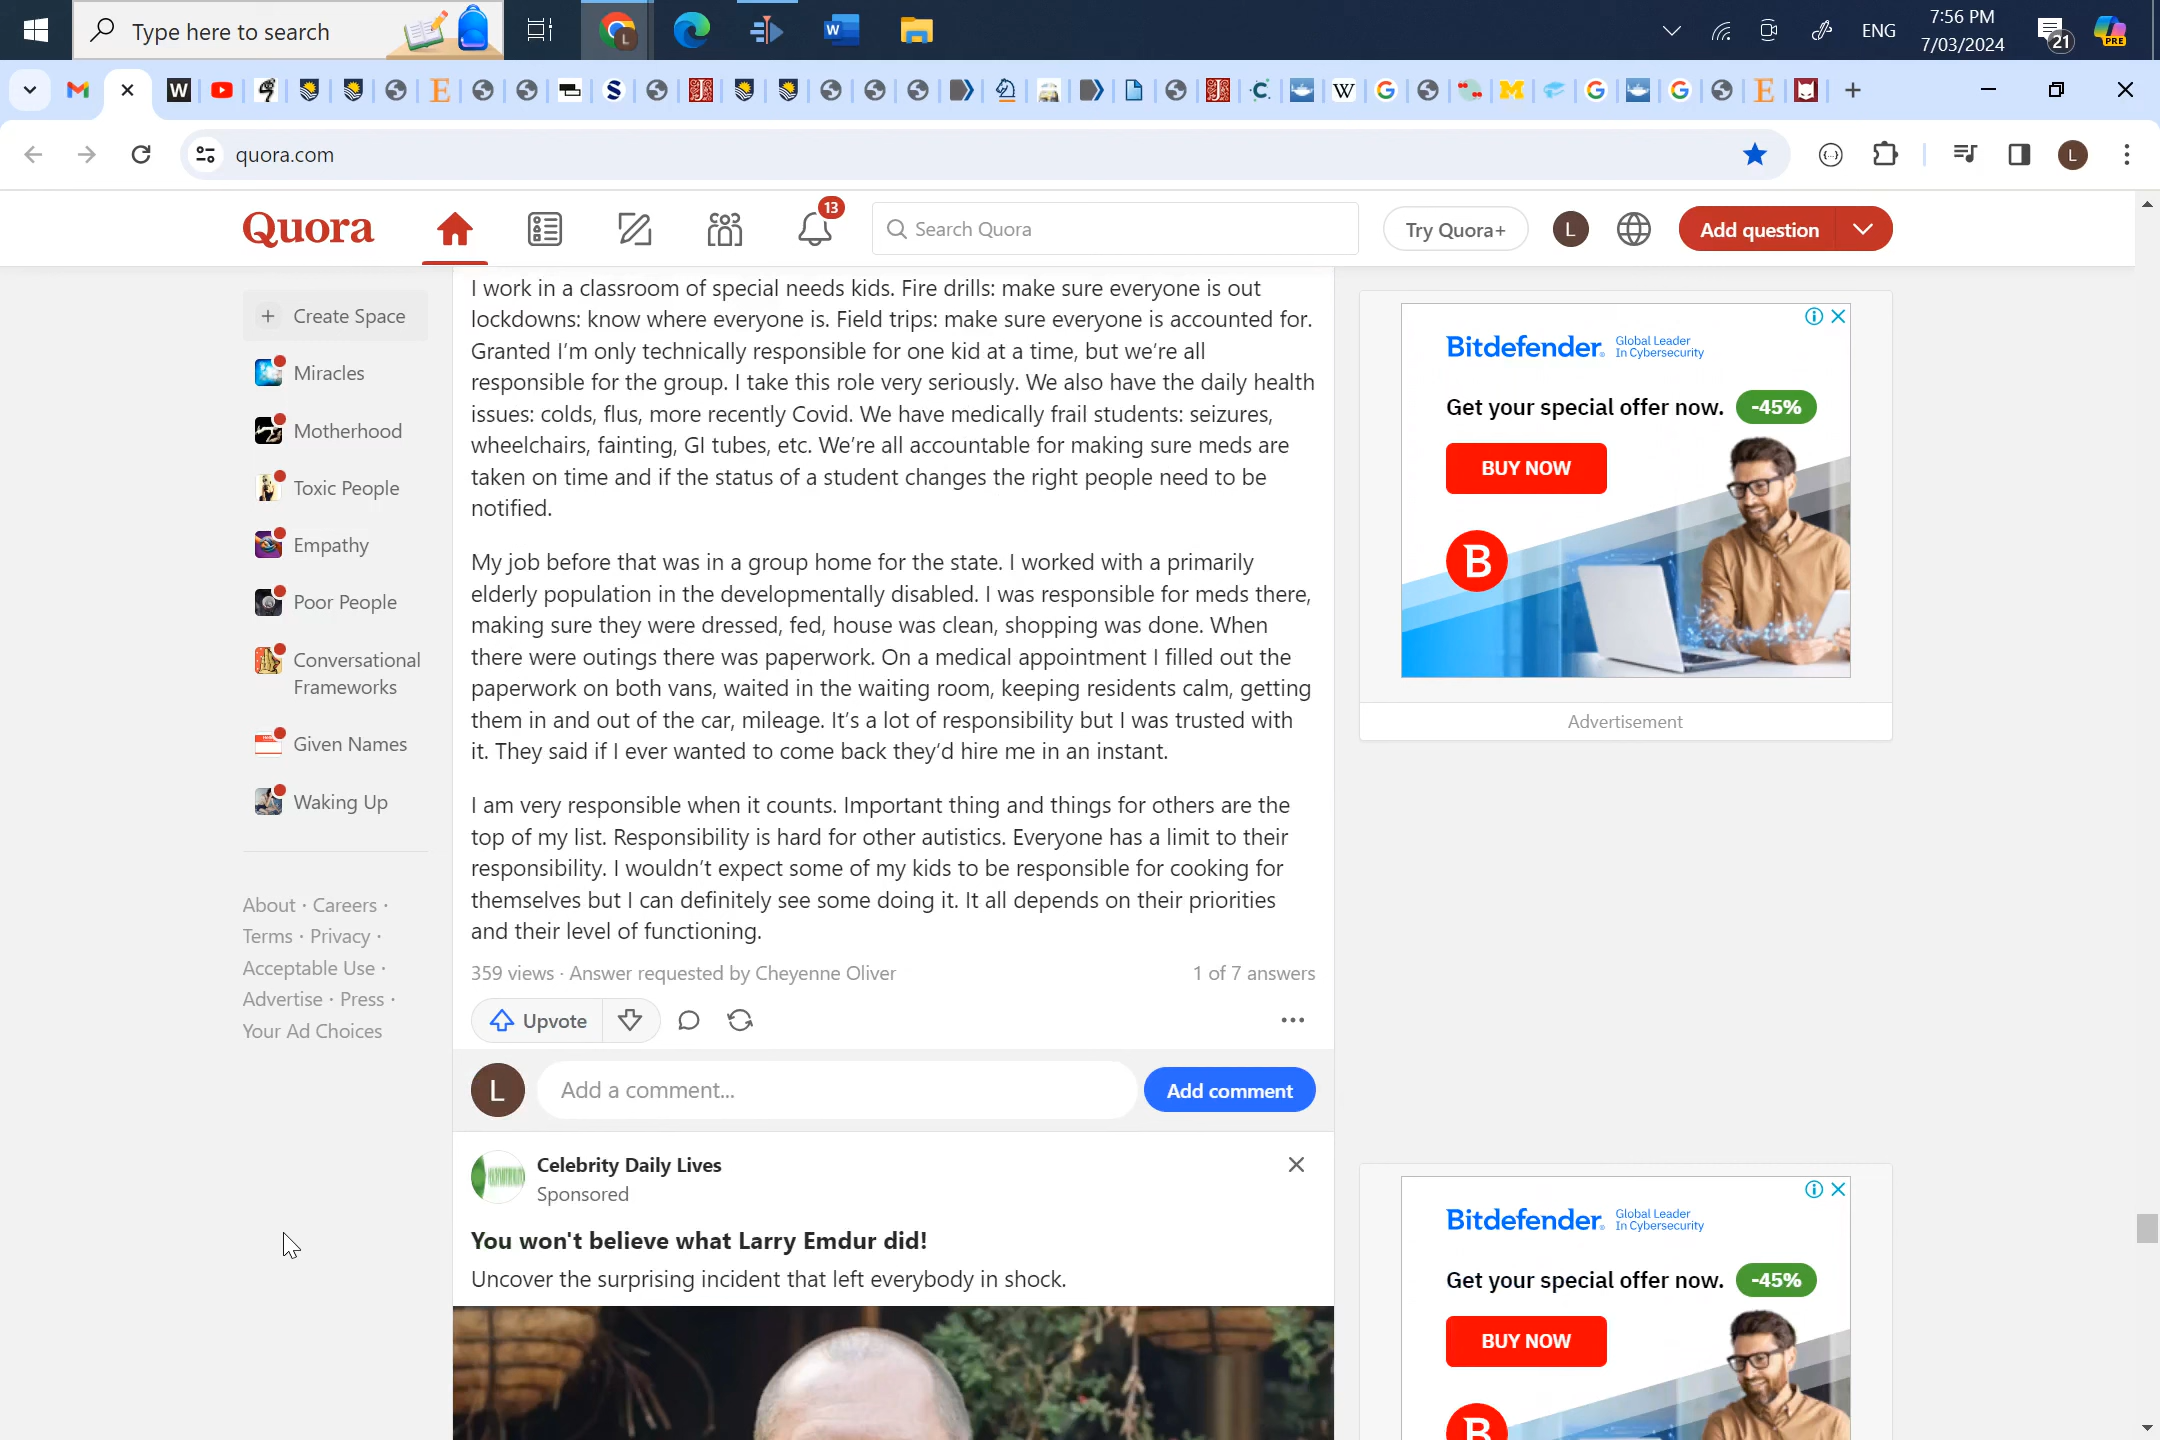 Type here to search
ENG
7:56 PM
7/03/2024
21
PRE
quora.com
L
Quora
13
Search Quora
Try Quora+
L
Add question
Create Space
Miracles
Motherhood
Toxic People
Empathy
Poor People
Conversational
Frameworks
Given Names
Waking Up
About · Careers ·
Terms · Privacy ·
Acceptable Use ·
Advertise · Press ·
Your Ad Choices
I work in a classroom of special needs kids. Fire drills: make sure everyone is out
lockdowns: know where everyone is. Field trips: make sure everyone is accounted for.
Granted I'm only technically responsible for one kid at a time, but we're all
responsible for the group. I take this role very seriously. We also have the daily health
issues: colds, flus, more recently Covid. We have medically frail students: seizures,
wheelchairs, fainting, GI tubes, etc. We're all accountable for making sure meds are
taken on time and if the status of a student changes the right people need to be
notified.
My job before that was in a group home for the state. I worked with a primarily
elderly population in the developmentally disabled. I was responsible for meds there,
making sure they were dressed, fed, house was clean, shopping was done. When
there were outings there was paperwork. On a medical appointment I filled out the
paperwork on both vans, waited in the waiting room, keeping residents calm, getting
them in and out of the car, mileage. It's a lot of responsibility but I was trusted with
it. They said if I ever wanted to come back they'd hire me in an instant.
I am very responsible when it counts. Important thing and things for others are the
top of my list. Responsibility is hard for other autistics. Everyone has a limit to their
responsibility. I wouldn't expect some of my kids to be responsible for cooking for
themselves but I can definitely see some doing it. It all depends on their priorities
and their level of functioning.
359 views · Answer requested by Cheyenne Oliver
1 of 7 answers
Upvote
L
Add a comment...
Add comment
Celebrity Daily Lives
Sponsored
You won't believe what Larry Emdur did!
Uncover the surprising incident that left everybody in shock.
Bitdefender. Global Leader
In Cybersecurity
Get your special offer now. -45%
BUY NOW
B
Advertisement
Bitdefender. Global Leader
In Cybersecurity
Get your special offer now. -45%
BUY NOW
B